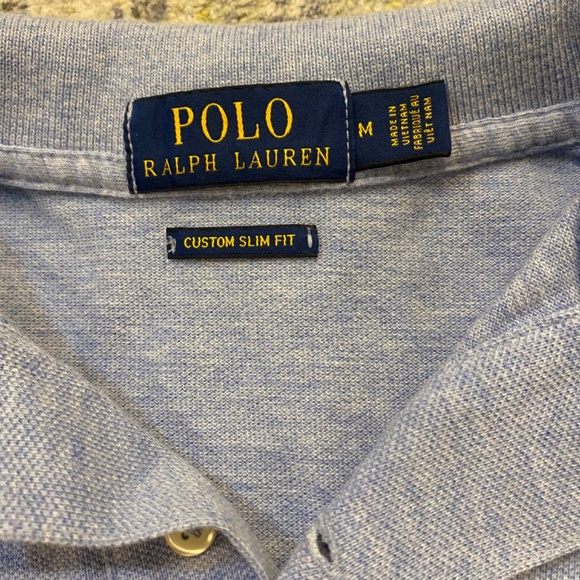 POLO
RALPH LAUREN
M
MADE IN
VIETNAM
FABRIQUÉ AU
VIÊT NAM
CUSTOM SLIM FIT